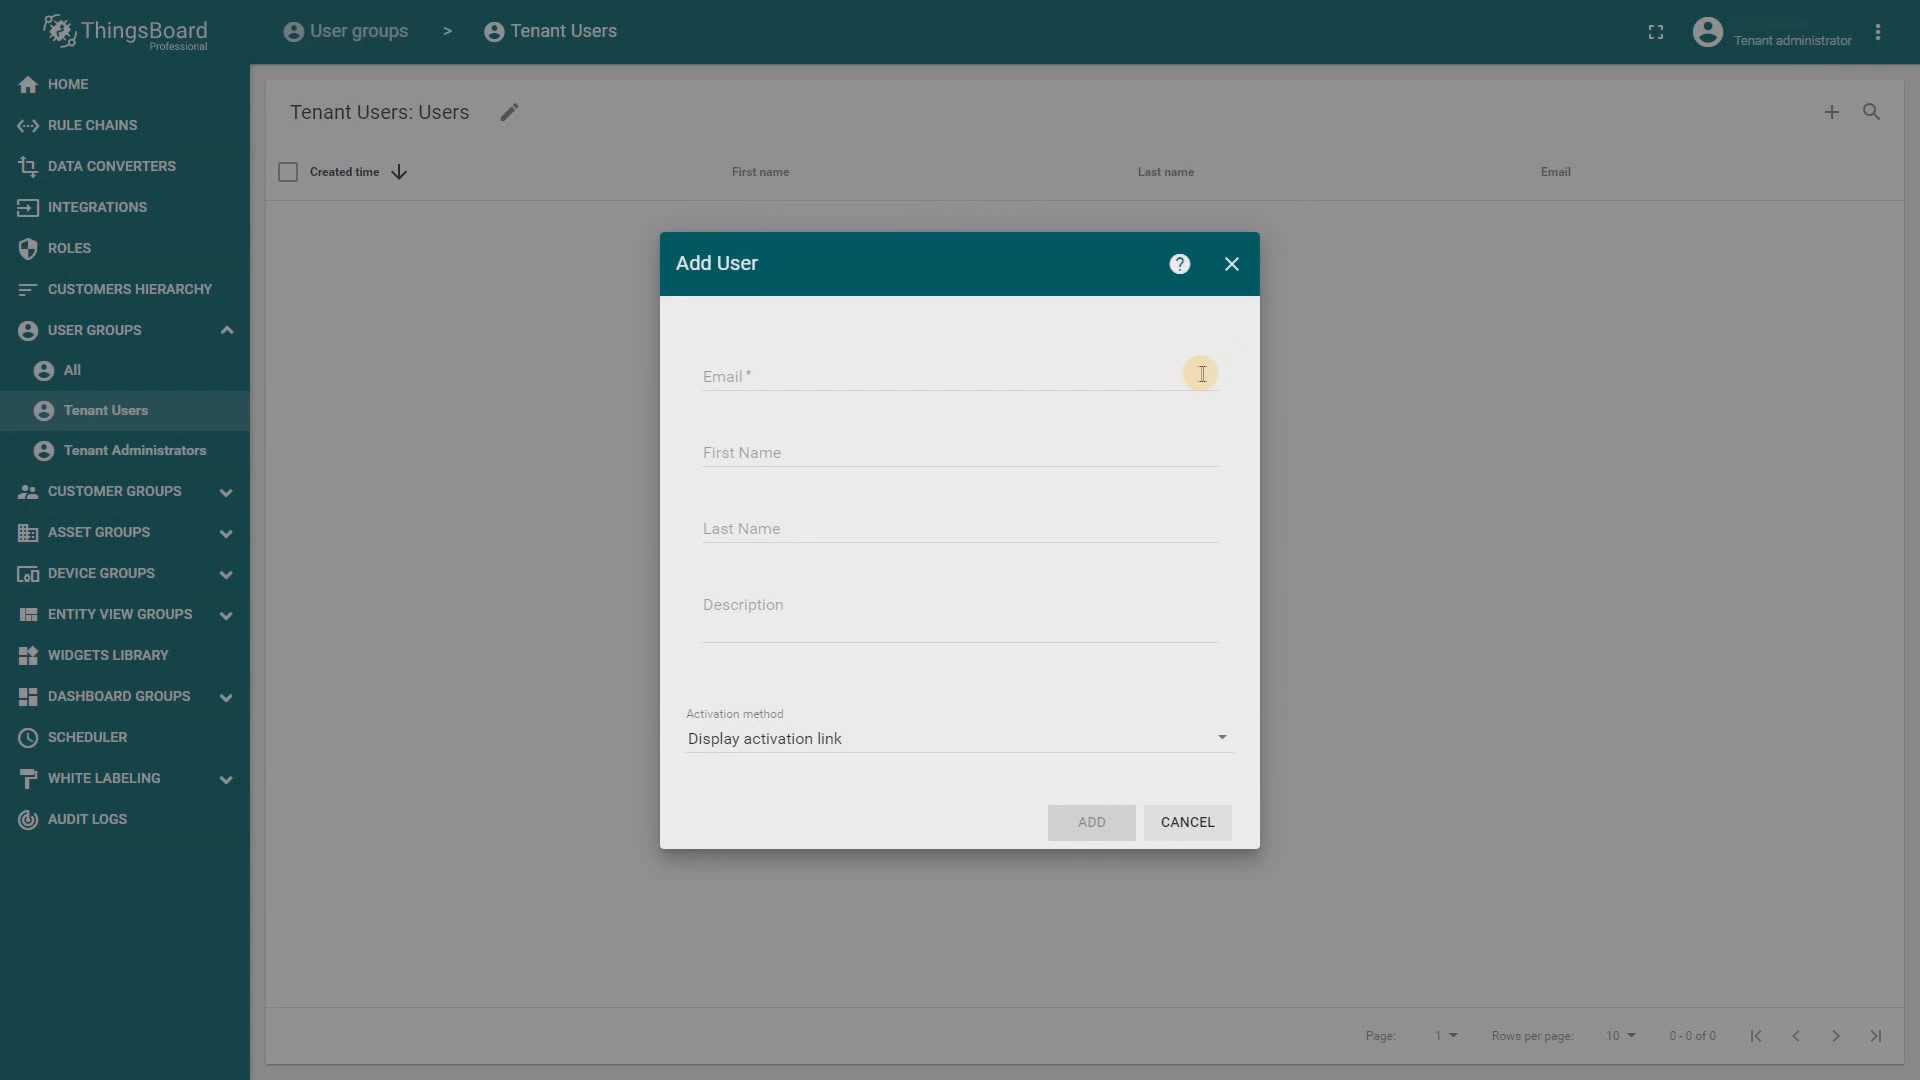 ThingsBoard
Professional
User groups > Tenant Users
Tenant administrator
HOME
RULE CHAINS
DATA CONVERTERS
INTEGRATIONS
ROLES
CUSTOMERS HIERARCHY
USER GROUPS
All
Tenant Users
Tenant Administrators
CUSTOMER GROUPS
ASSET GROUPS
DEVICE GROUPS
ENTITY VIEW GROUPS
WIDGETS LIBRARY
DASHBOARD GROUPS
SCHEDULER
WHITE LABELING
AUDIT LOGS
Tenant Users: Users
Created time First name Last name Email
Add User
Email *
First Name
Last Name
Description
Activation method
Display activation link
ADD CANCEL
Page: 1 Rows per page: 10 0 - 0 of 0